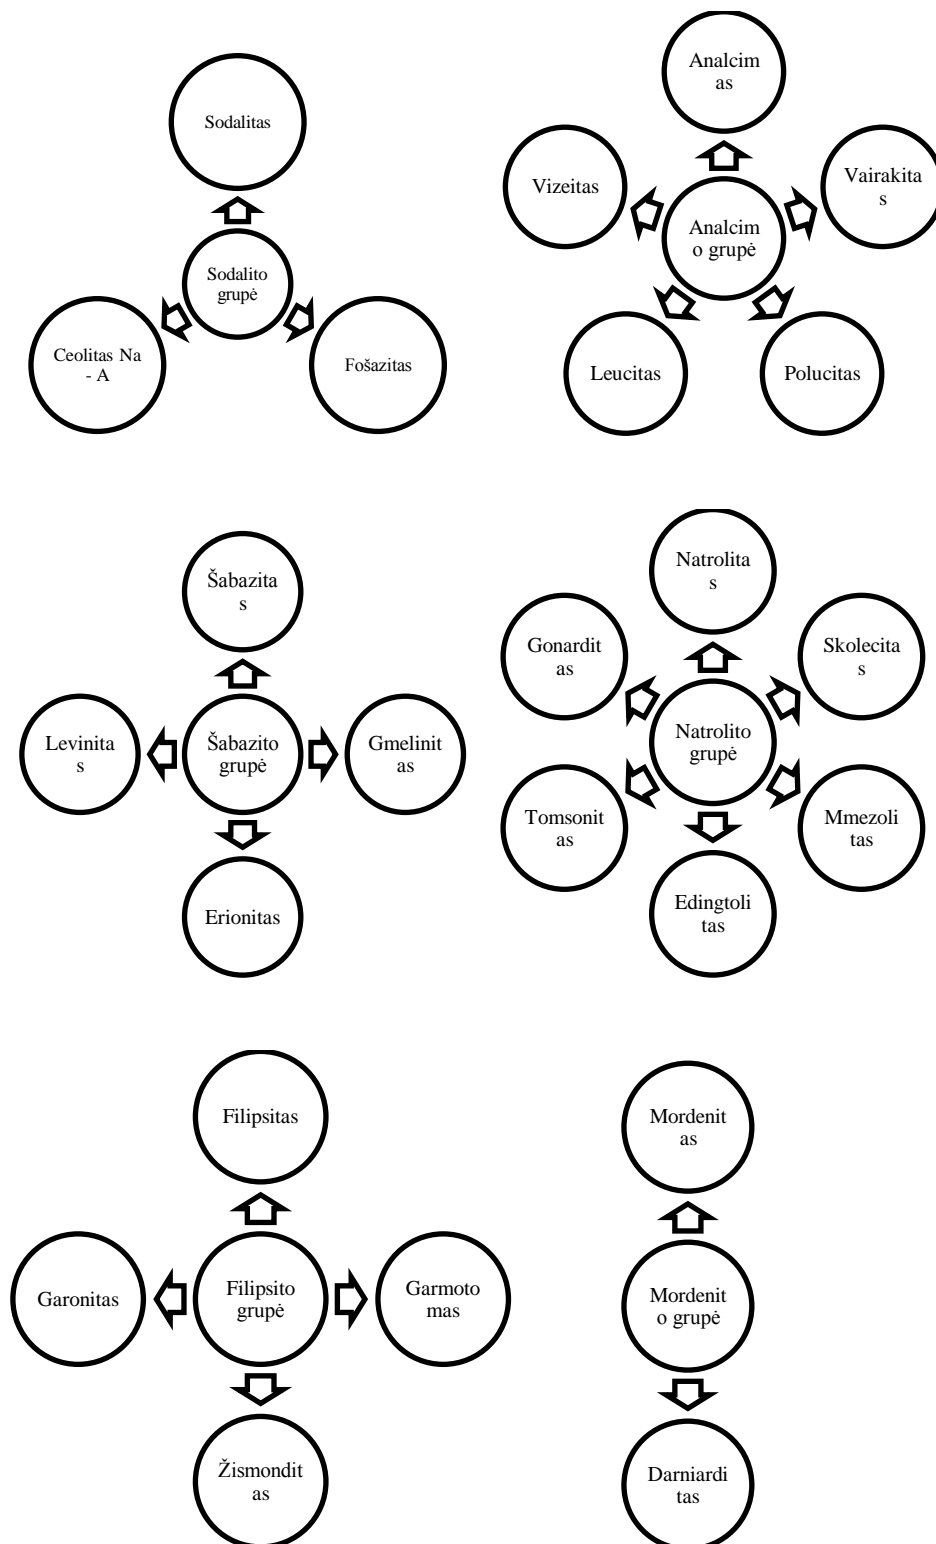 Sodalitas
Sodalito
grupė
Ceolitas Na
- A
Fošazitas
Analcim
as
Vizeitas
Vairakita
s
Analcim
o grupė
Leucitas
Polucitas
Šabazita
s
Levinita
s
Šabazito
grupė
Gmelinit
as
Erionitas
Natrolita
s
Gonardit
as
Skolecita
s
Natrolito
grupė
Tomsonit
as
Mmezoli
tas
Edingtoli
tas
Filipsitas
Garonitas
Filipsito
grupė
Garmoto
mas
Žismondit
as
Mordenit
as
Mordenit
o grupė
Darniardi
tas